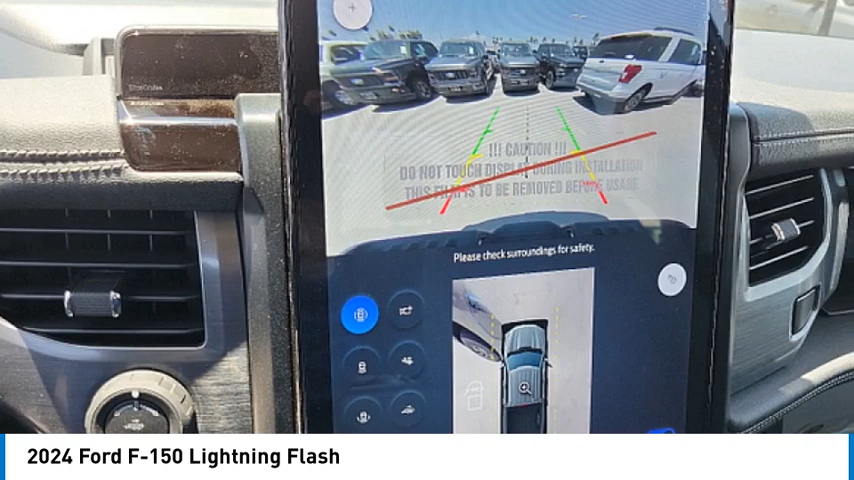 BlueCruise
!!! CAUTION !!!
DO NOT TOUCH DISPLAY DURING INSTALLATION
THIS FILM IS TO BE REMOVED BEFORE USAGE
Please check surroundings for safety.
2024 Ford F-150 Lightning Flash